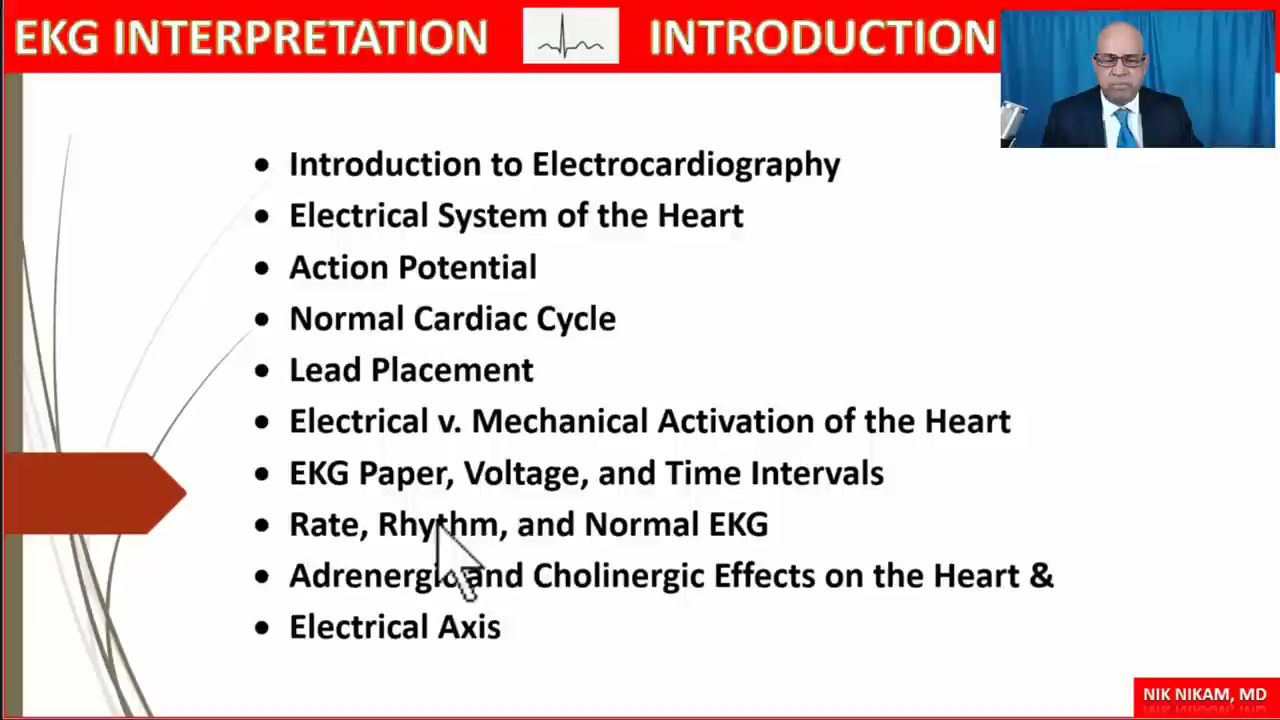 EKG INTERPRETATION INTRODUCTION
• Introduction to Electrocardiography
• Electrical System of the Heart
• Action Potential
• Normal Cardiac Cycle
• Lead Placement
• Electrical v. Mechanical Activation of the Heart
• EKG Paper, Voltage, and Time Intervals
• Rate, Rhythm, and Normal EKG
• Adrenergic and Cholinergic Effects on the Heart &
• Electrical Axis
NIK NIKAM, MD